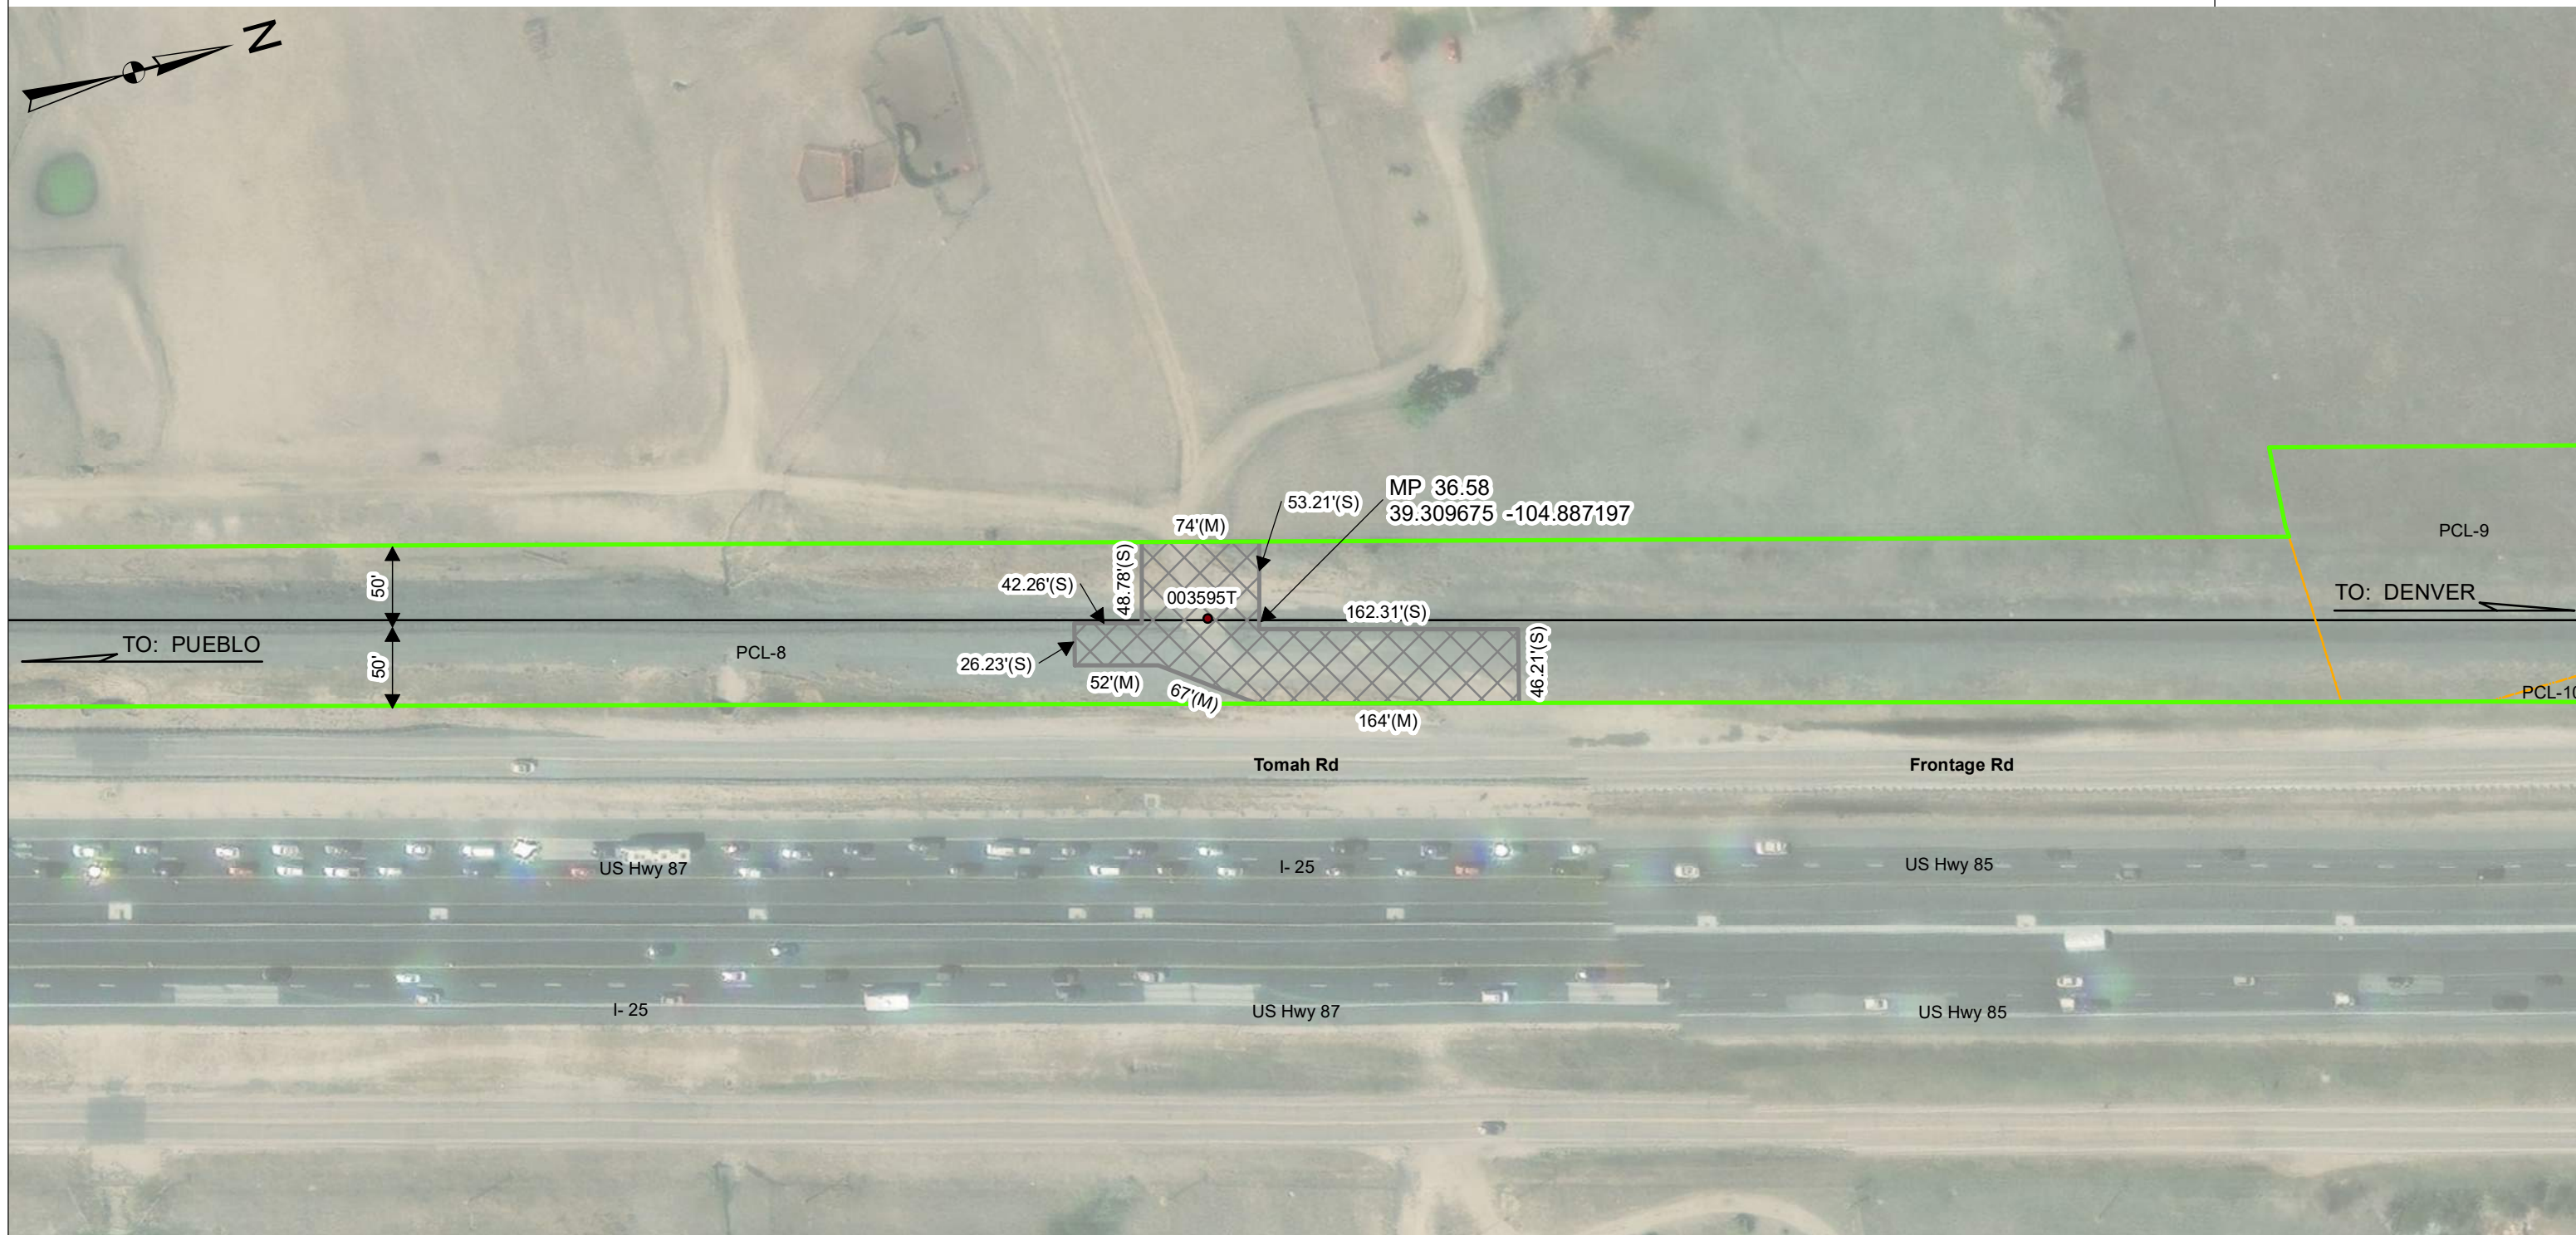 N
MP 36.58
39.309675 -104.887197
53.21'(S)
74'(M)
48.78'(S)
42.26'(S)
003595T
162.31'(S)
50'
50'
TO: PUEBLO
PCL-8
26.23'(S)
52'(M)
67'(M)
164'(M)
46.21'(S)
PCL-9
TO: DENVER
PCL-10
Tomah Rd
Frontage Rd
US Hwy 87
I- 25
US Hwy 85
I- 25
US Hwy 87
US Hwy 85